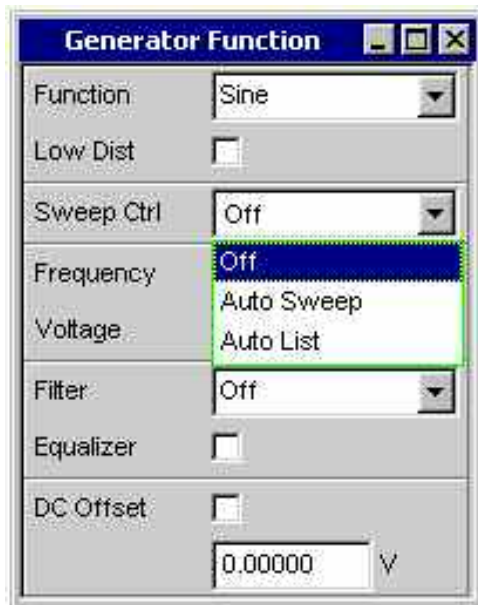 Generator Function
Function Sine
Low Dist
Sweep Ctrl Off
Off
Frequency
Auto Sweep
Voltage
Auto List
Filter Off
Equalizer
DC Offset
0.00000 V